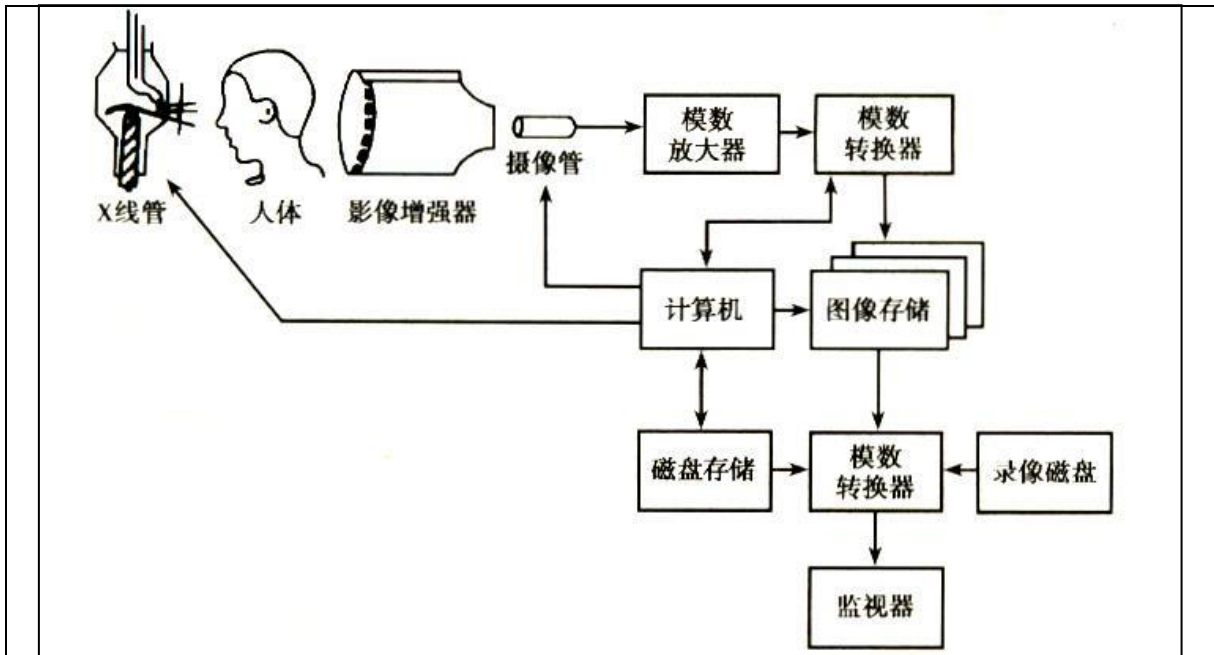 模数
放大器
模数
转换器
摄像管
X线管
人体
影像增强器
计算机
图像存储
磁盘存储
模数
转换器
录像磁盘
监视器